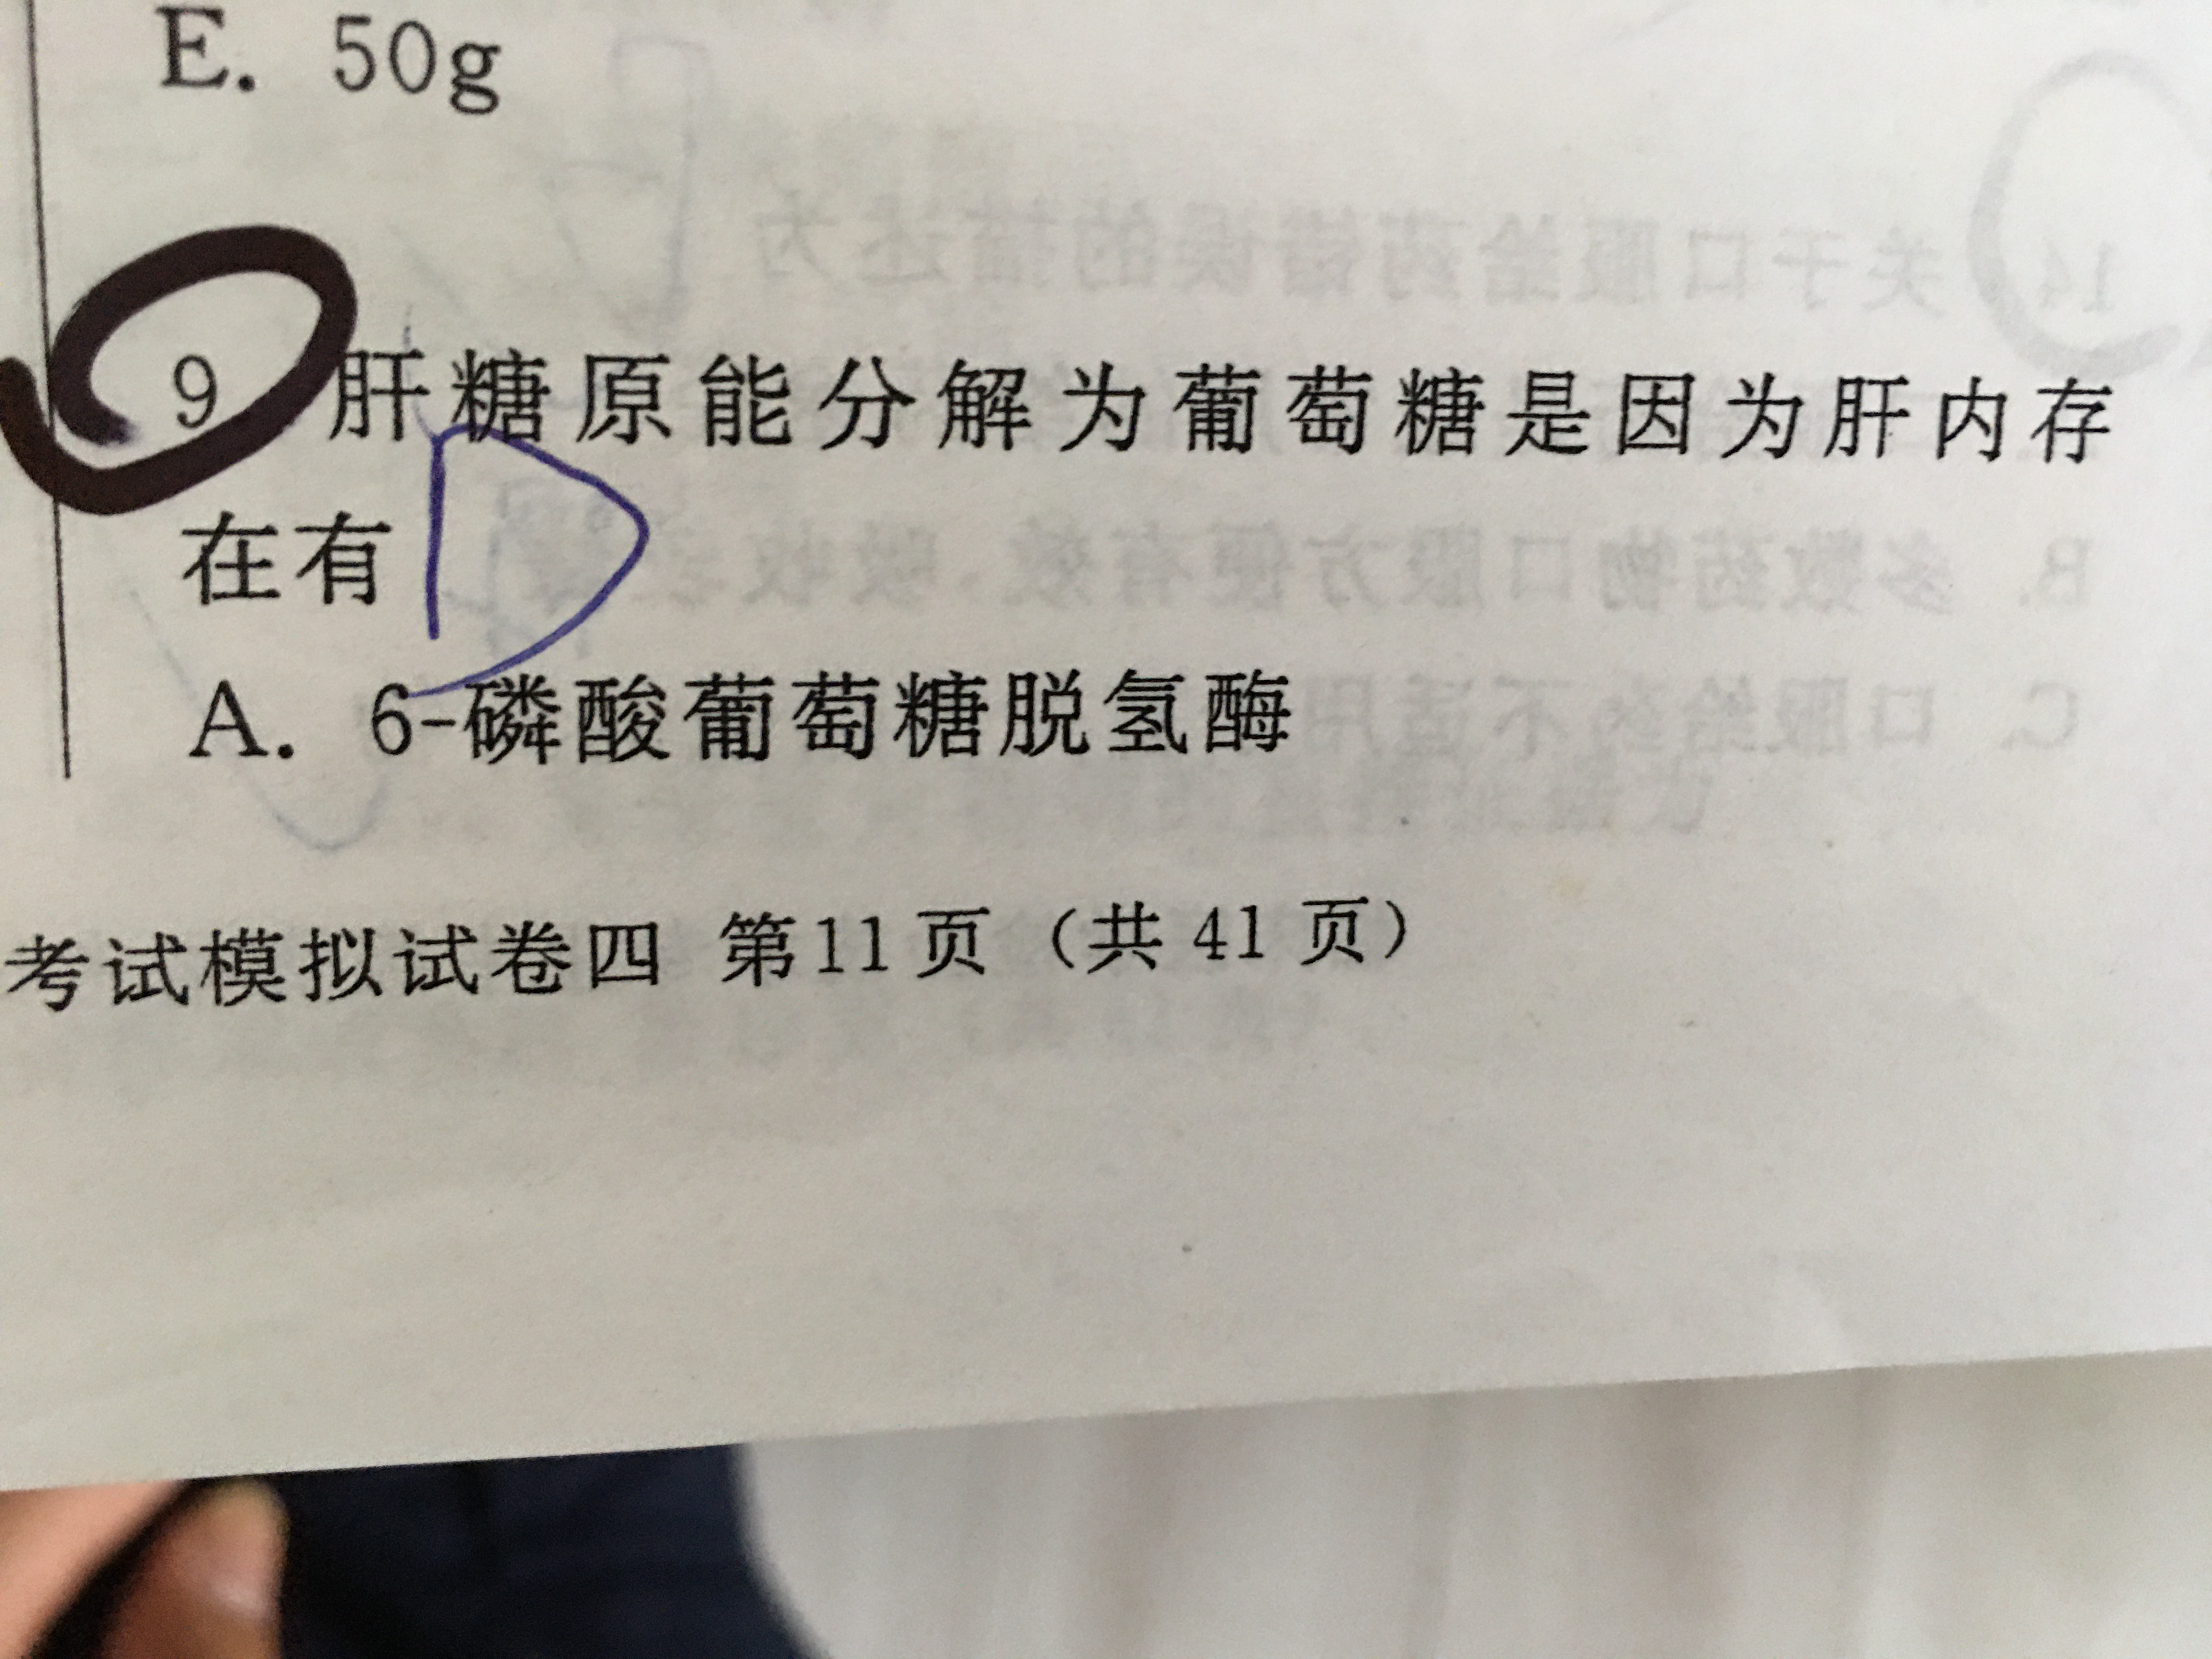 E. 50g
9 肝糖原能分解为葡萄糖是因为肝内存
在有
A. 6-磷酸葡萄糖脱氢酶
考试模拟试卷四 第11页（共41页）